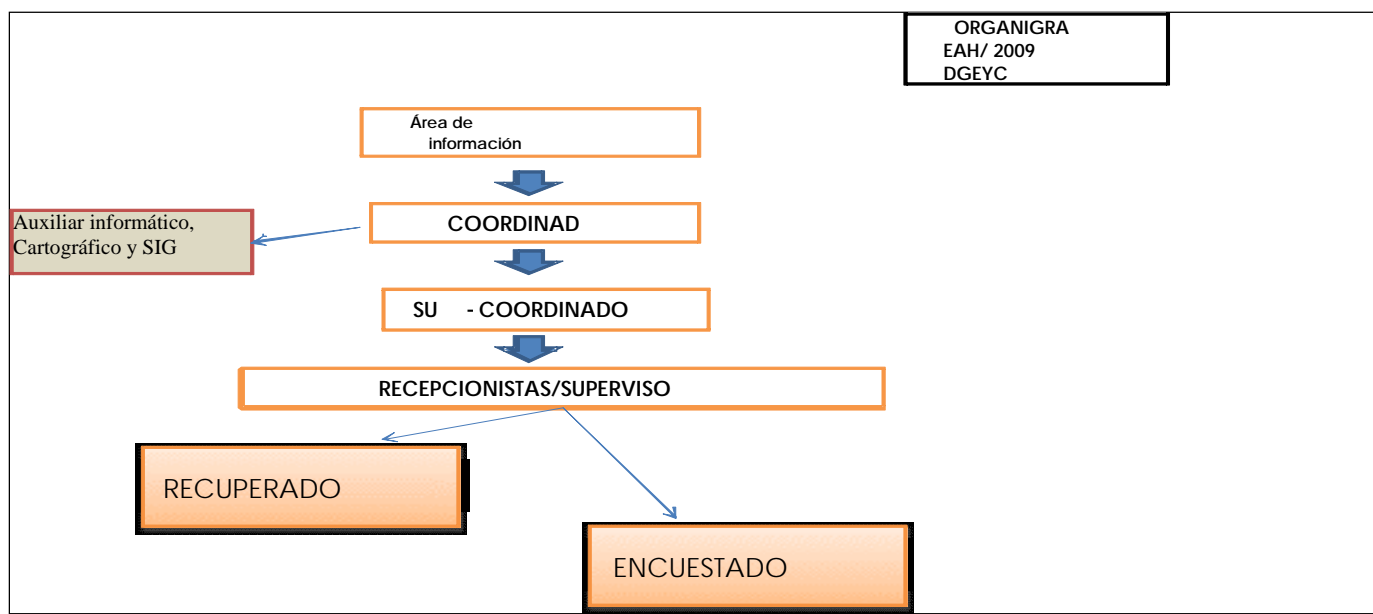 ORGANIGRA
EAH/ 2009
DGEYC
Área de
información
COORDINAD
Auxiliar informático,
Cartográfico y SIG
SU - COORDINADO
RECEPCIONISTAS/SUPERVISO
RECUPERADO
ENCUESTADO